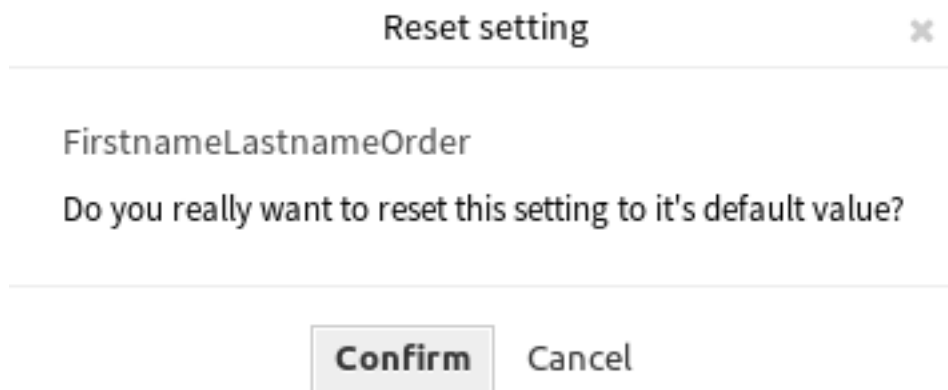 Reset setting
FirstnameLastnameOrder
Do you really want to reset this setting to it's default value?
Confirm Cancel